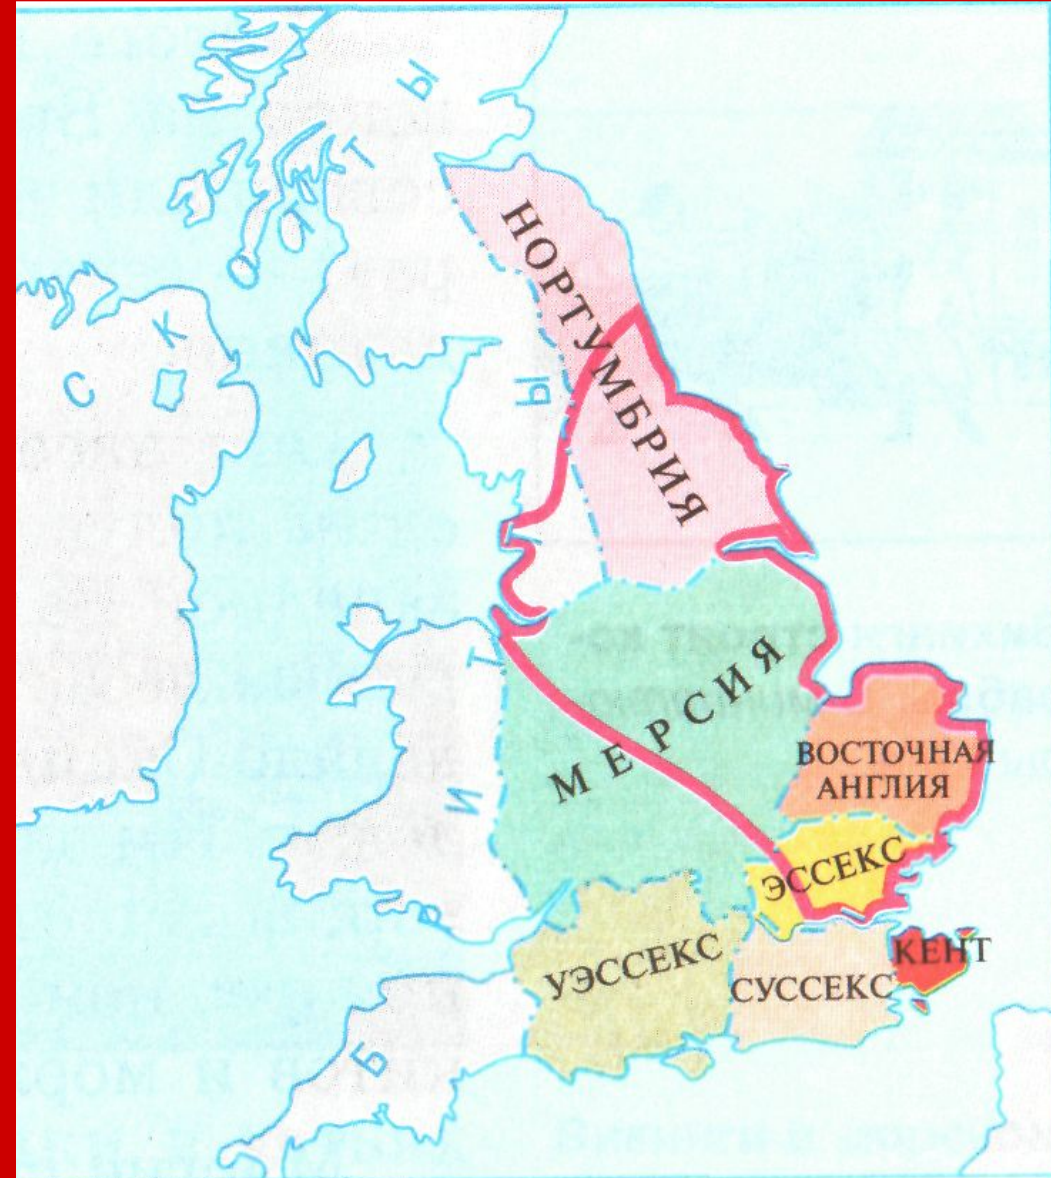 С К Т Т Ы
НОРТУМБРИЯ
Б И Т Ы
МЕРСИЯ
ВОСТОЧНАЯ
АНГЛИЯ
ЭССЕКС
УЭССЕКС
СУССЕКС
КЕНТ